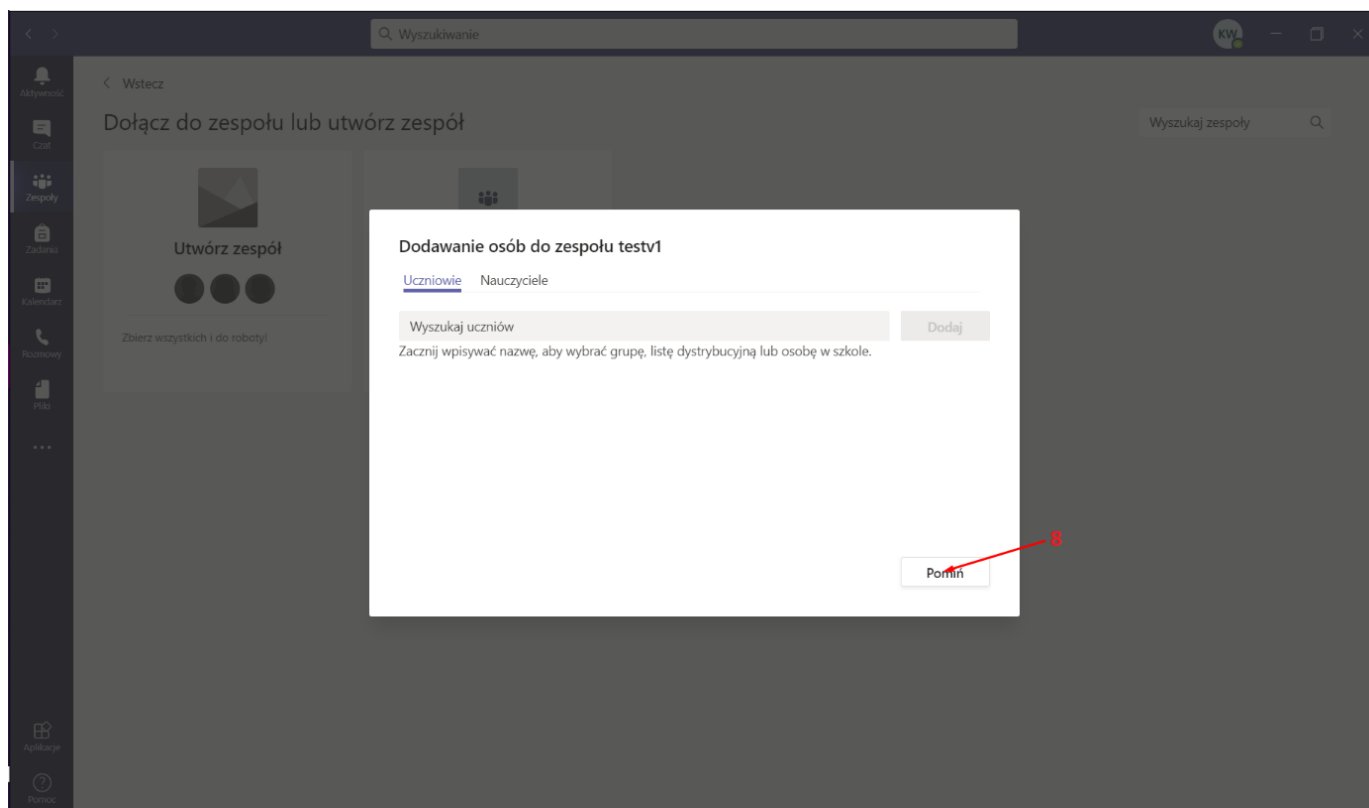 Wyszukiwanie
KW
Aktywność
Czat
Zespoły
Zadania
Kalendarz
Rozmowy
Pliki
Aplikacje
Pomoc
Wstecz
Dołącz do zespołu lub utwórz zespół
Wyszukaj zespoły
Utwórz zespół
Zbierz wszystkich i do roboty!
Dodawanie osób do zespołu testv1
Uczniowie Nauczyciele
Wyszukaj uczniów Dodaj
Zacznij wpisywać nazwę, aby wybrać grupę, listę dystrybucyjną lub osobę w szkole.
8
Pomiń